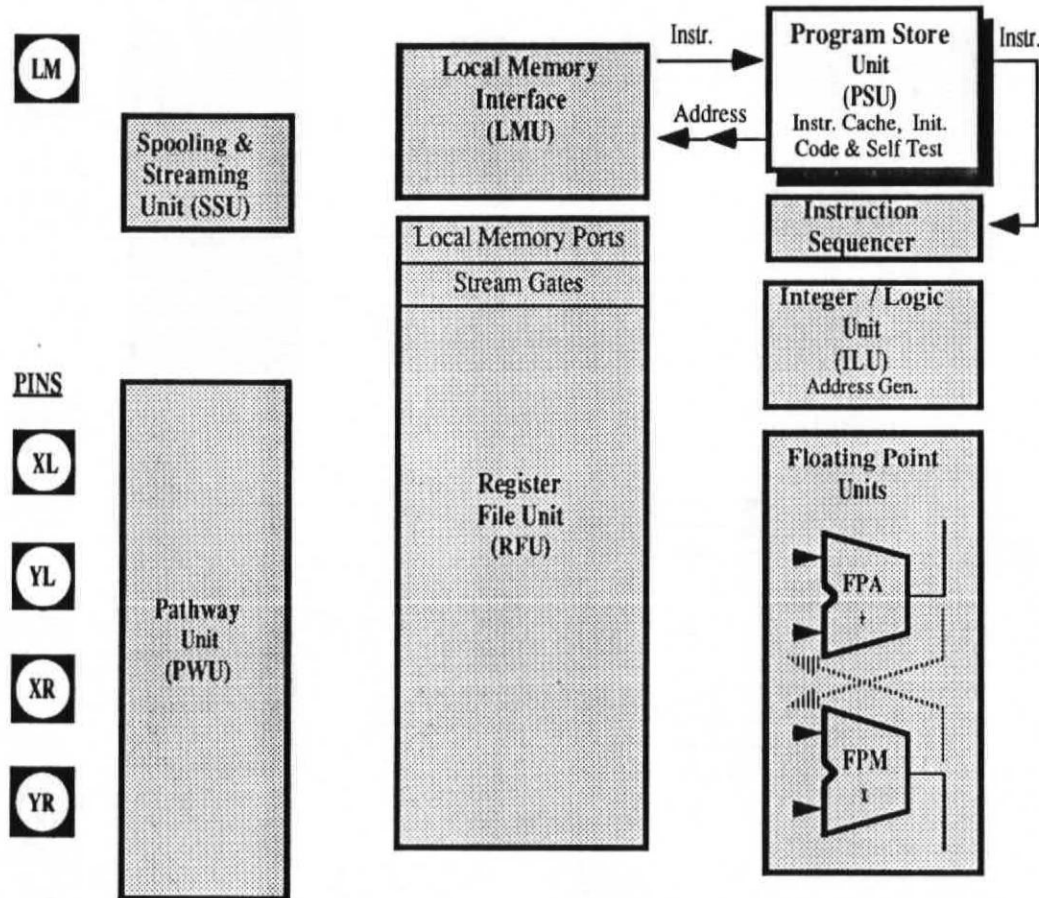 LM
Spooling &
Streaming
Unit (SSU)
PINS
XL
YL
XR
YR
Pathway
Unit
(PWU)
Local Memory
Interface
(LMU)
Local Memory Ports
Stream Gates
Register
File Unit
(RFU)
Instr.
Address
Program Store
Unit
(PSU)
Instr. Cache, Init.
Code & Self Test
Instr.
Instruction
Sequencer
Integer / Logic
Unit
(ILU)
Address Gen.
Floating Point
Units
FPA
+
FPM
x